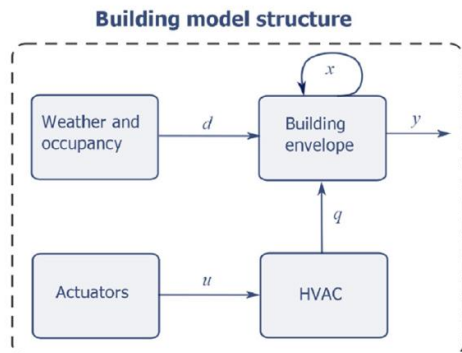 Building model structure
x
Weather and
occupancy
d
Building
envelope
y
q
Actuators
u
HVAC